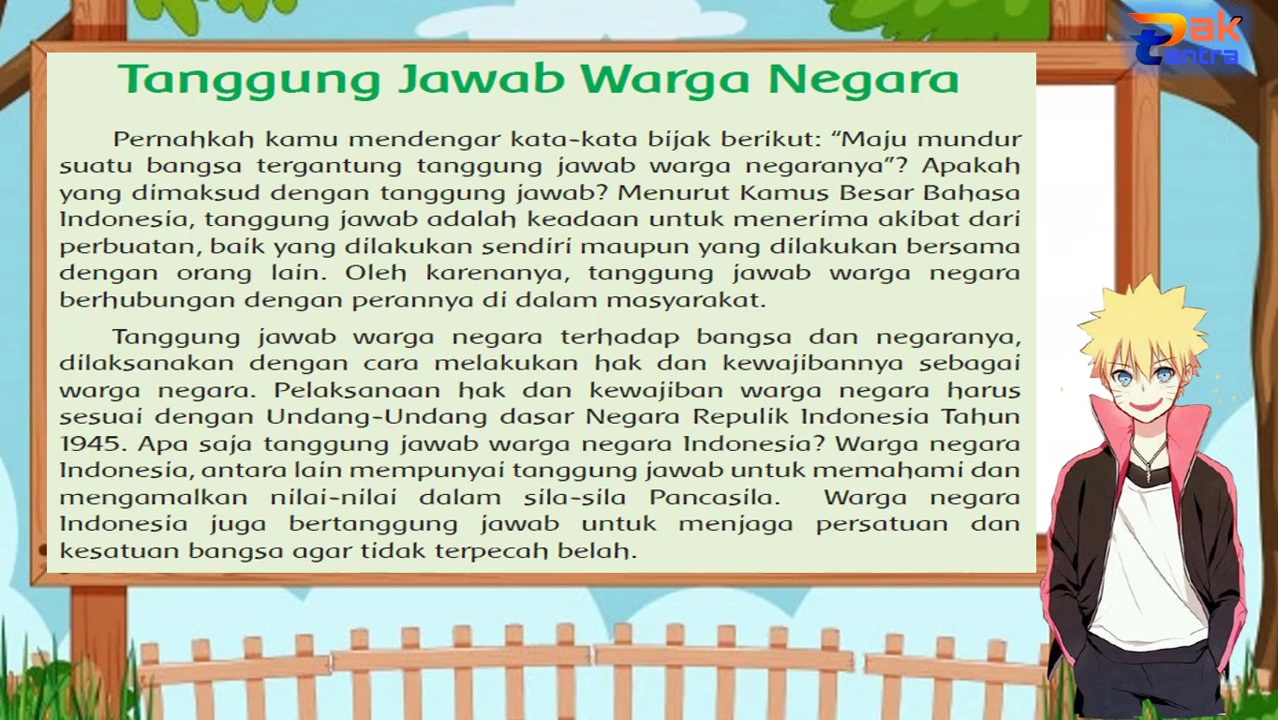 Pak
tantra
Tanggung Jawab Warga Negara
Pernahkah kamu mendengar kata-kata bijak berikut: “Maju mundur
suatu bangsa tergantung tanggung jawab warga negaranya”? Apakah
yang dimaksud dengan tanggung jawab? Menurut Kamus Besar Bahasa
Indonesia, tanggung jawab adalah keadaan untuk menerima akibat dari
perbuatan, baik yang dilakukan sendiri maupun yang dilakukan bersama
dengan orang lain. Oleh karenanya, tanggung jawab warga negara
berhubungan dengan perannya di dalam masyarakat.
Tanggung jawab warga negara terhadap bangsa dan negaranya,
dilaksanakan dengan cara melakukan hak dan kewajibannya sebagai
warga negara. Pelaksanaan hak dan kewajiban warga negara harus
sesuai dengan Undang-Undang dasar Negara Repulik Indonesia Tahun
1945. Apa saja tanggung jawab warga negara Indonesia? Warga negara
Indonesia, antara lain mempunyai tanggung jawab untuk memahami dan
mengamalkan nilai-nilai dalam sila-sila Pancasila. Warga negara
Indonesia juga bertanggung jawab untuk menjaga persatuan dan
kesatuan bangsa agar tidak terpecah belah.